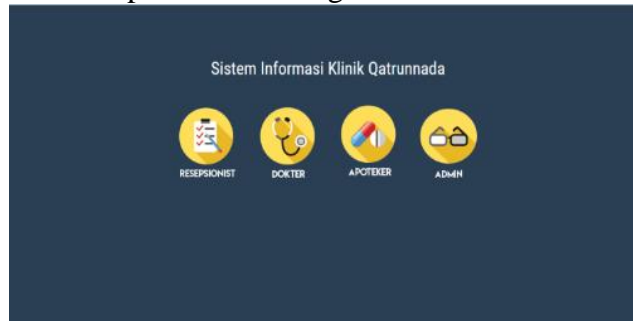 Sistem Informasi Klinik Qatrunnada
RESEPSIONIST DOKTER APOTEKER ADMIN